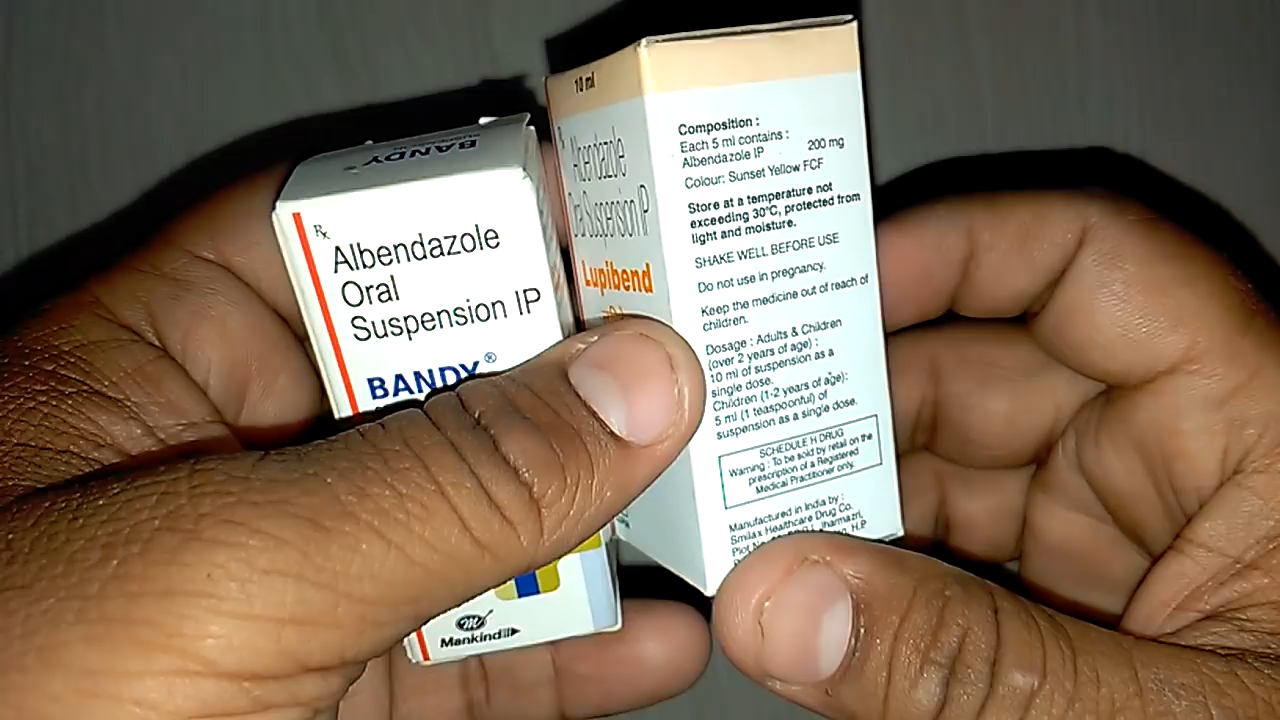 BANDY
Rx
Albendazole
Oral
Suspension IP
BANDY®
Mankind
10 ml
Rx
Albendazole
Oral Suspension IP
Lupibend
Composition :
Each 5 ml contains :
Albendazole IP 200 mg
Colour: Sunset Yellow FCF
Store at a temperature not
exceeding 30°C, protected from
light and moisture.
SHAKE WELL BEFORE USE
Do not use in pregnancy.
Keep the medicine out of reach of
children.
Dosage : Adults & Children
(over 2 years of age) :
10 ml of suspension as a
single dose.
Children (1-2 years of age):
5 ml (1 teaspoonful) of
suspension as a single dose.
SCHEDULE H DRUG
Warning : To be sold by retail on the
prescription of a Registered
Medical Practitioner only.
Manufactured in India by :
Smilax Healthcare Drug Co.
Plot Jharmazri,
H.P